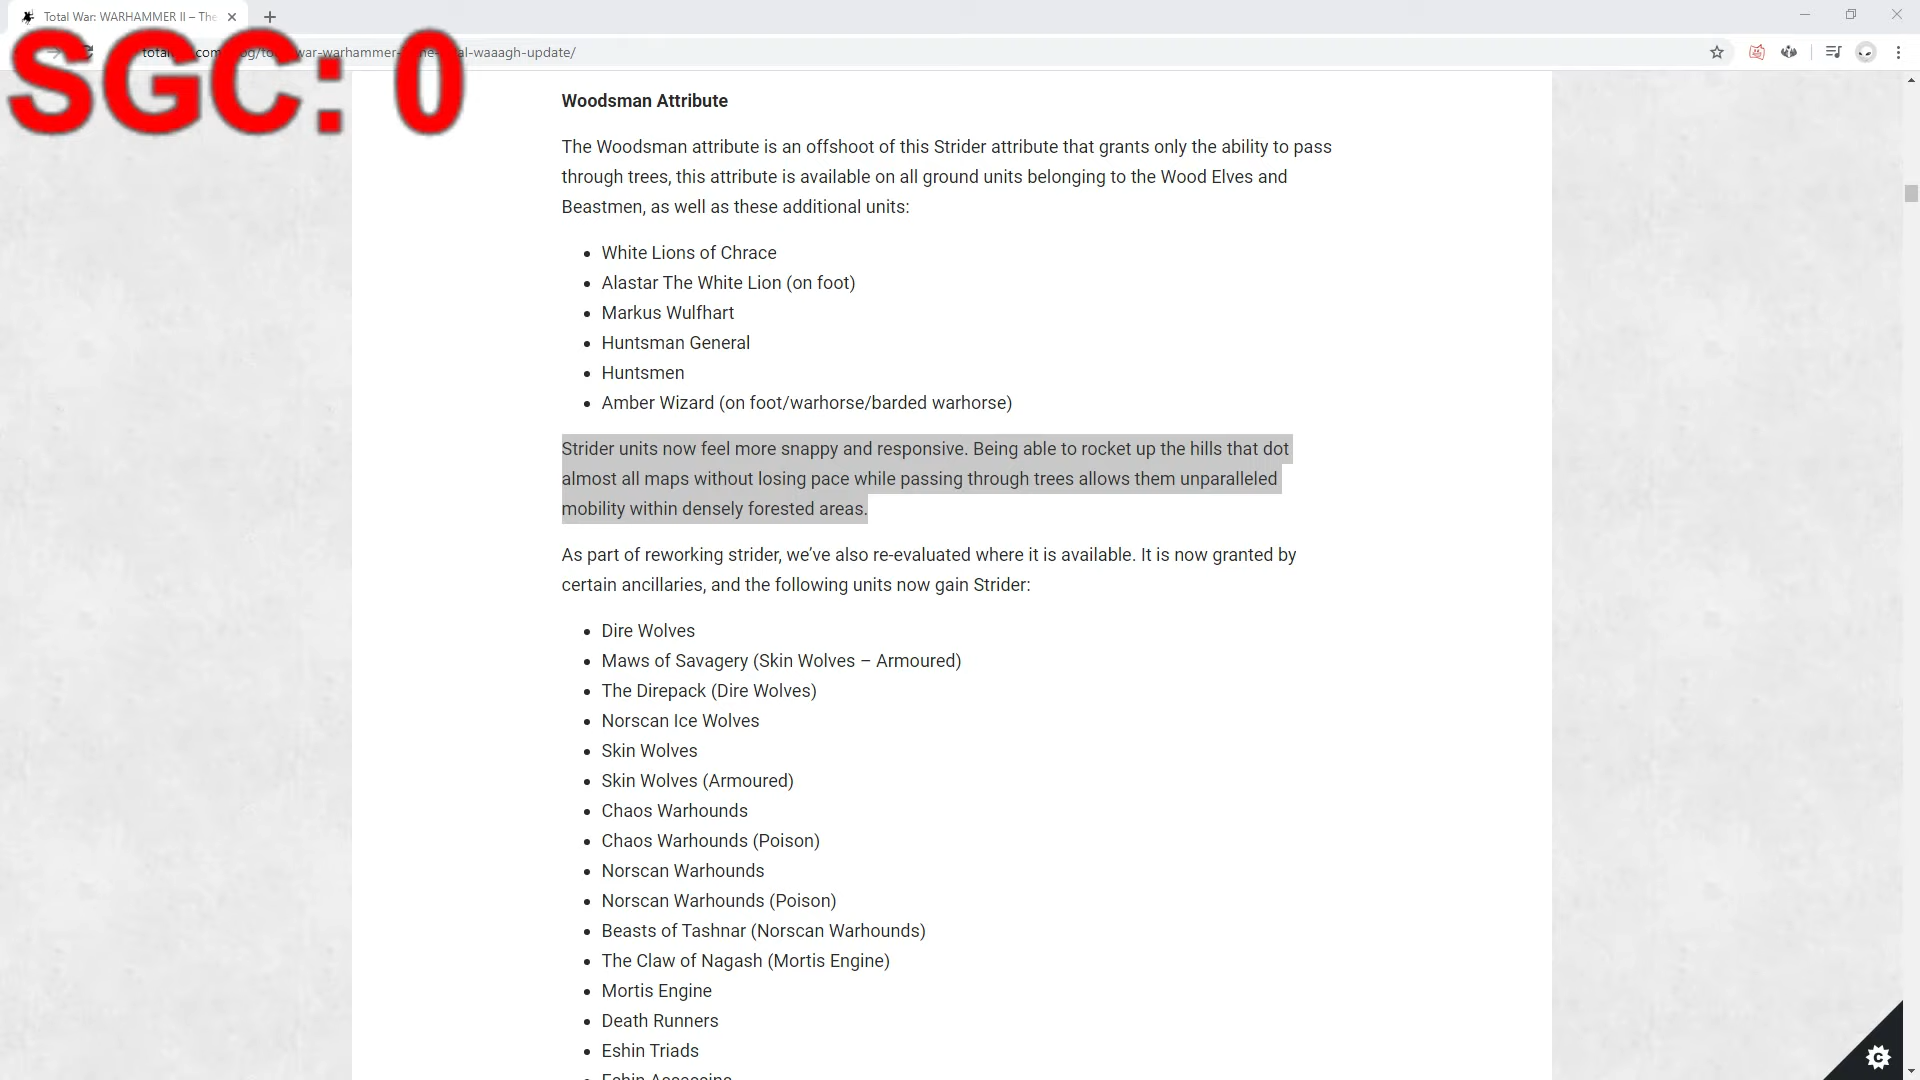 Total War: WARHAMMER II – The
SGC: 0
Woodsman Attribute
The Woodsman attribute is an offshoot of this Strider attribute that grants only the ability to pass
through trees, this attribute is available on all ground units belonging to the Wood Elves and
Beastmen, as well as these additional units:
• White Lions of Chrace
• Alastar The White Lion (on foot)
• Markus Wulfhart
• Huntsman General
• Huntsmen
• Amber Wizard (on foot/warhorse/barded warhorse)
Strider units now feel more snappy and responsive. Being able to rocket up the hills that dot
almost all maps without losing pace while passing through trees allows them unparalleled
mobility within densely forested areas.
As part of reworking strider, we’ve also re-evaluated where it is available. It is now granted by
certain ancillaries, and the following units now gain Strider:
• Dire Wolves
• Maws of Savagery (Skin Wolves – Armoured)
• The Direpack (Dire Wolves)
• Norscan Ice Wolves
• Skin Wolves
• Skin Wolves (Armoured)
• Chaos Warhounds
• Chaos Warhounds (Poison)
• Norscan Warhounds
• Norscan Warhounds (Poison)
• Beasts of Tashnar (Norscan Warhounds)
• The Claw of Nagash (Mortis Engine)
• Mortis Engine
• Death Runners
• Eshin Triads